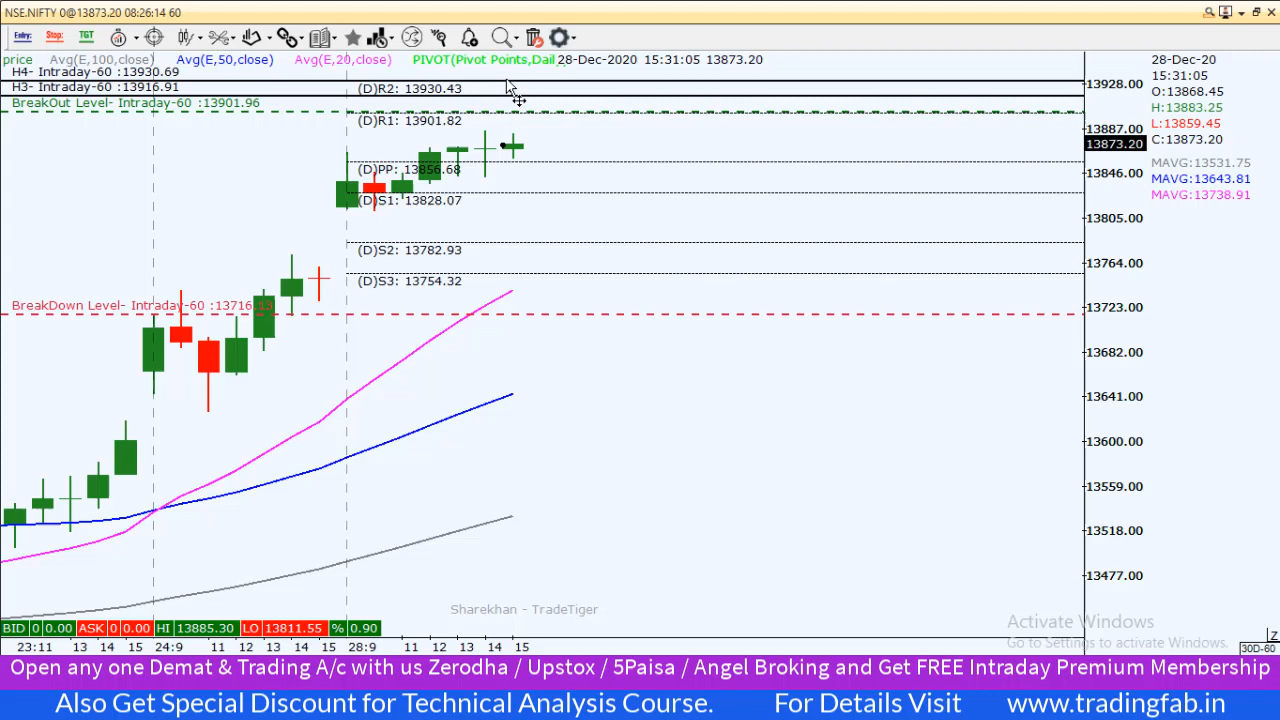 NSE.NIFTY 0@13873.20 08:26:14 60
Entry: Stop: TGT
price Avg(E,100,close) Avg(E,50,close) Avg(E,20,close) PIVOT(Pivot Points,Dail 28-Dec-2020 15:31:05 13873.20
H4- Intraday-60 :13930.69
H3- Intraday-60 :13916.91
BreakOut Level- Intraday-60 :13901.96
(D)R2: 13930.43
(D)R1: 13901.82
(D)PP: 13856.68
(D)S1: 13828.07
(D)S2: 13782.93
(D)S3: 13754.32
BreakDown Level- Intraday-60 :13716.13
13928.00
13887.00
13873.20
13846.00
13805.00
13764.00
13723.00
13682.00
13641.00
13600.00
13559.00
13518.00
13477.00
28-Dec-20
15:31:05
O:13868.45
H:13883.25
L:13859.45
C:13873.20
MAVG:13531.75
MAVG:13643.81
MAVG:13738.91
Sharekhan - TradeTiger
Activate Windows
Go to Settings to activate Windows.
BID 0 0.00 ASK 0 0.00 HI 13885.30 LO 13811.55 % 0.90
23:11 13 14 15 24:9 11 12 13 14 15 28:9 11 12 13 14 15
Z
30D-60
Open any one Demat & Trading A/c with us Zerodha / Upstox / 5Paisa / Angel Broking and Get FREE Intraday Premium Membership
Also Get Special Discount for Technical Analysis Course. For Details Visit www.tradingfab.in